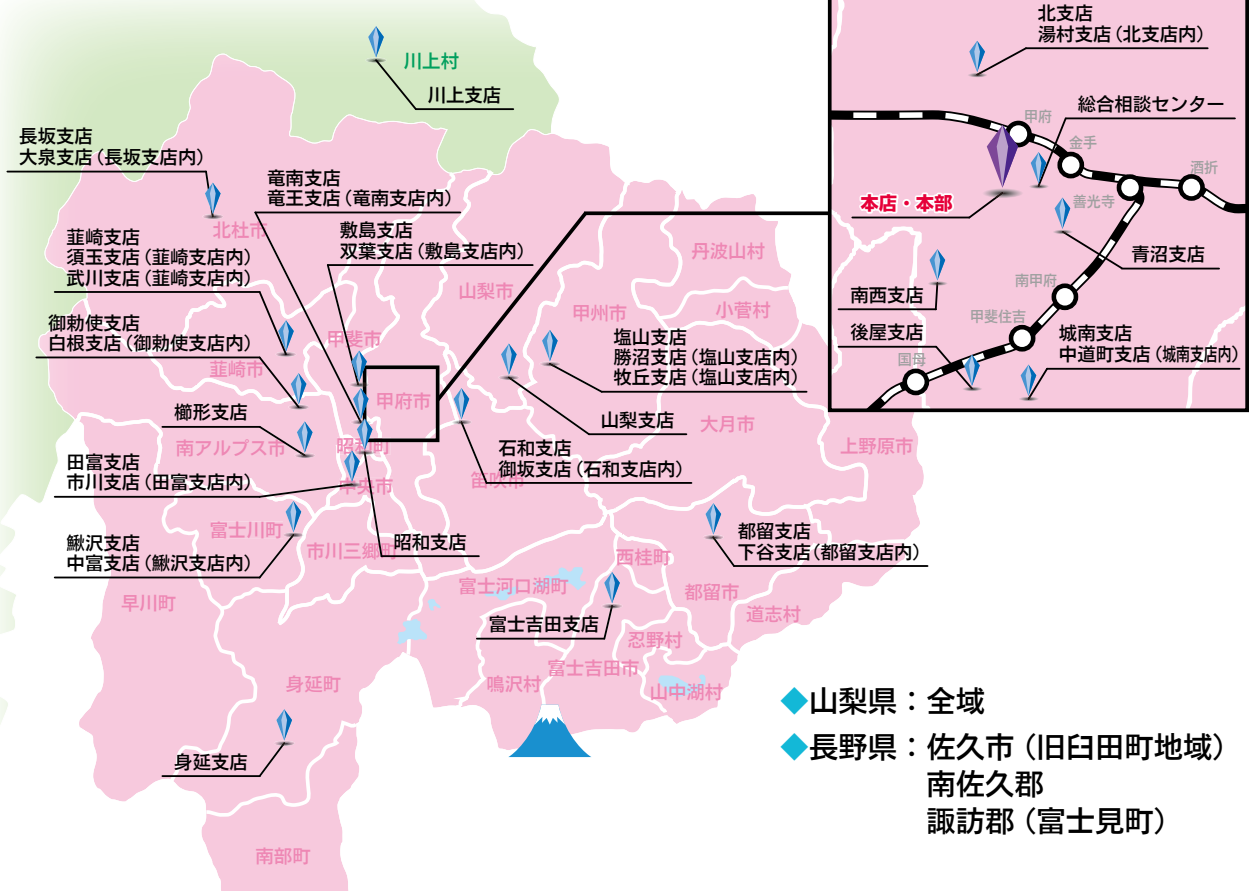 川上村
川上支店
長坂支店
大泉支店（長坂支店内）
北杜市
竜南支店
竜王支店（竜南支店内）
敷島支店
双葉支店（敷島支店内）
韮崎支店
須玉支店（韮崎支店内）
武川支店（韮崎支店内）
御勅使支店
白根支店（御勅使支店内）
甲斐市
韮崎市
山梨市
甲州市
丹波山村
小菅村
塩山支店
勝沼支店（塩山支店内）
牧丘支店（塩山支店内）
山梨支店
甲府市
櫛形支店
南アルプス市
昭和町
大月市
上野原市
石和支店
御坂支店（石和支店内）
笛吹市
田富支店
市川支店（田富支店内）
中央市
富士川町
市川三郷町
昭和支店
鰍沢支店
中富支店（鰍沢支店内）
都留支店
下谷支店（都留支店内）
西桂町
富士河口湖町
都留市
道志村
早川町
富士吉田支店
忍野村
富士吉田市
鳴沢村
山中湖村
身延町
身延支店
南部町
北支店
湯村支店（北支店内）
総合相談センター
甲府
金手
酒折
善光寺
本店・本部
青沼支店
南甲府
南西支店
甲斐住吉
後屋支店
城南支店
中道町支店（城南支店内）
国母
◆山梨県：全域
◆長野県：佐久市（旧臼田町地域）
南佐久郡
諏訪郡（富士見町）